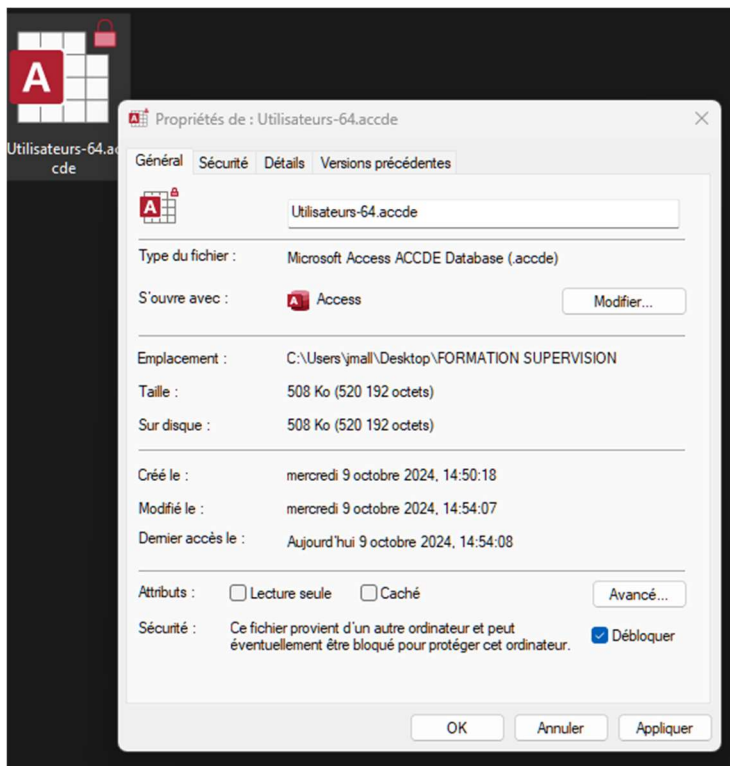 A
Utilisateurs-64.ac
cde
A Propriétés de : Utilisateurs-64.accde
Général Sécurité Détails Versions précédentes
A Utilisateurs-64.accde
Type du fichier : Microsoft Access ACCDE Database (.accde)
S'ouvre avec : A Access Modifier...
Emplacement : C:\Users\jmall\Desktop\FORMATION SUPERVISION
Taille : 508 Ko (520 192 octets)
Sur disque : 508 Ko (520 192 octets)
Créé le : mercredi 9 octobre 2024, 14:50:18
Modifié le : mercredi 9 octobre 2024, 14:54:07
Dernier accès le : Aujourd'hui 9 octobre 2024, 14:54:08
Attributs : Lecture seule Caché Avancé...
Sécurité : Ce fichier provient d'un autre ordinateur et peut
éventuellement être bloqué pour protéger cet ordinateur. Débloquer
OK Annuler Appliquer